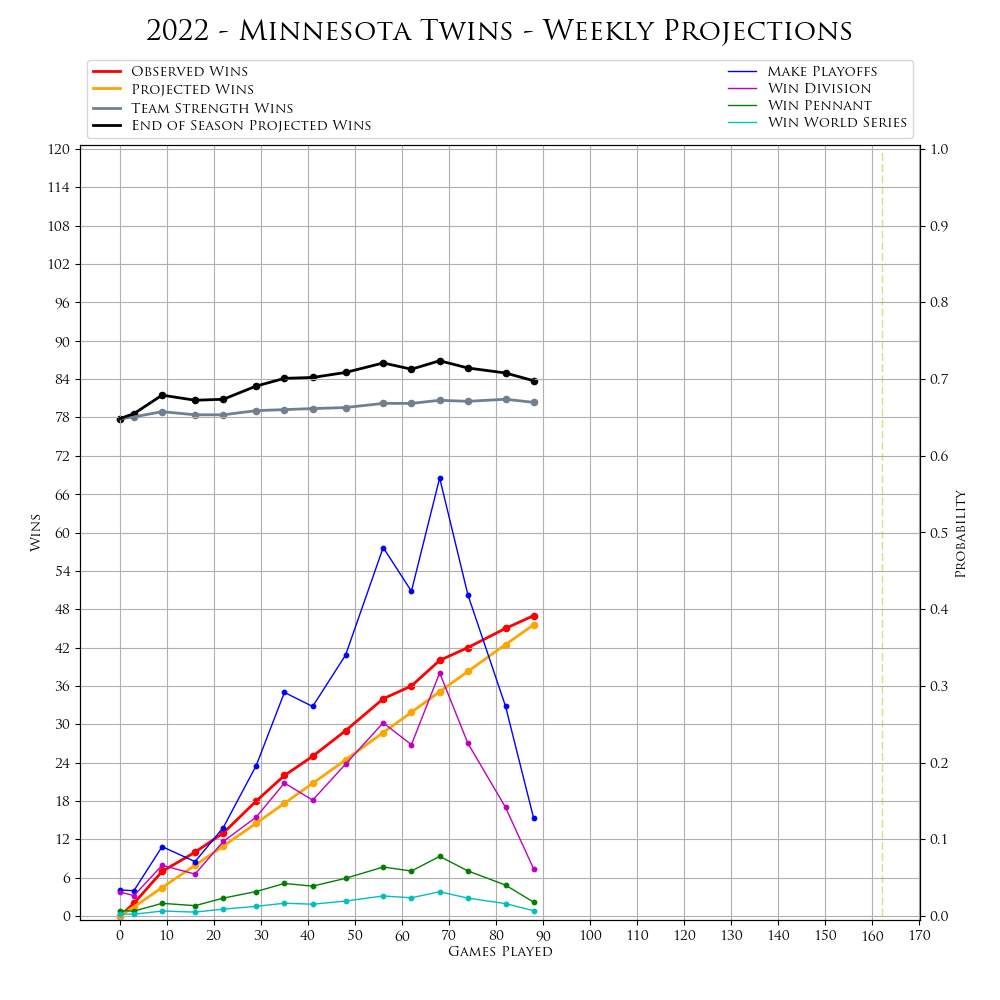 2022 - Minnesota Twins - Weekly Projections
Observed Wins
Projected Wins
Team Strength Wins
End of Season Projected Wins
Make Playoffs
Win Division
Win Pennant
Win World Series
120
114
108
102
96
90
84
78
72
66
60
54
48
42
36
30
24
18
12
6
0
Wins
1.0
0.9
0.8
0.7
0.6
0.5
0.4
0.3
0.2
0.1
0.0
Probability
0 10 20 30 40 50 60 70 80 90 100 110 120 130 140 150 160 170
Games Played